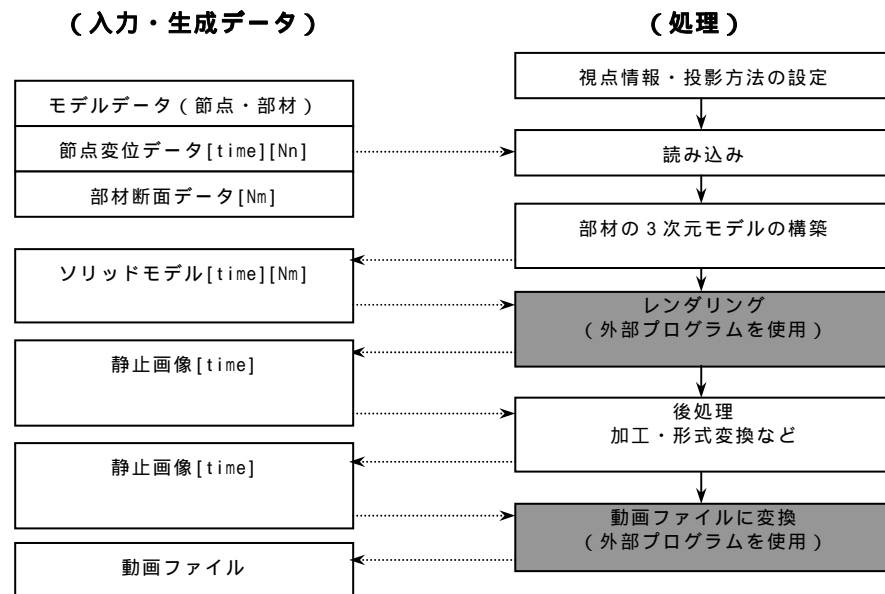 (入力・生成データ)
モデルデータ(節点・部材)
節点変位データ[time][Nn]
部材断面データ[Nm]
ソリッドモデル[time][Nm]
静止画像[time]
静止画像[time]
動画ファイル
(処理)
視点情報・投影方法の設定
読み込み
部材の3次元モデルの構築
レンダリング
(外部プログラムを使用)
後処理
加工・形式変換など
動画ファイルに変換
(外部プログラムを使用)